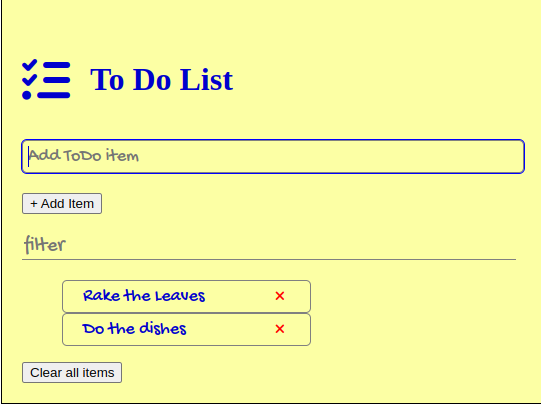 To Do List
Add ToDo item
+ Add Item
filter
Rake the Leaves ×
Do the dishes ×
Clear all items